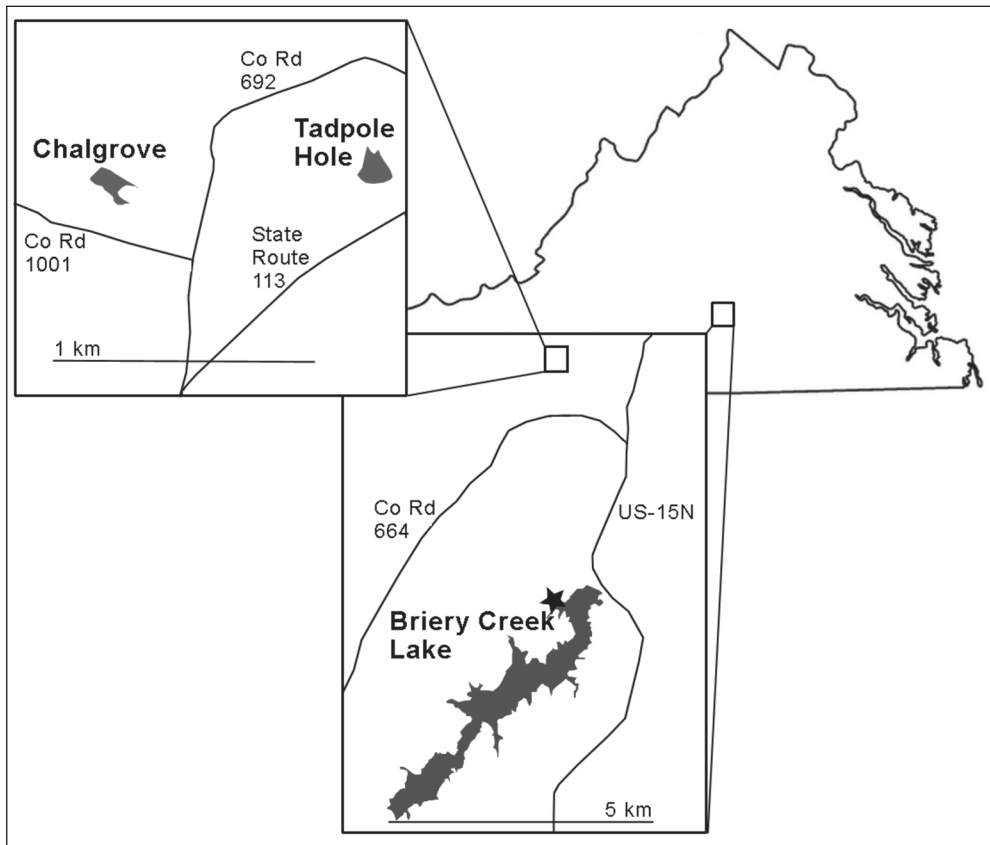 Co Rd
692
Tadpole
Hole
Chalgrove
Co Rd
1001
State
Route
113
1 km
Co Rd
664
US-15N
Briery Creek
Lake
5 km